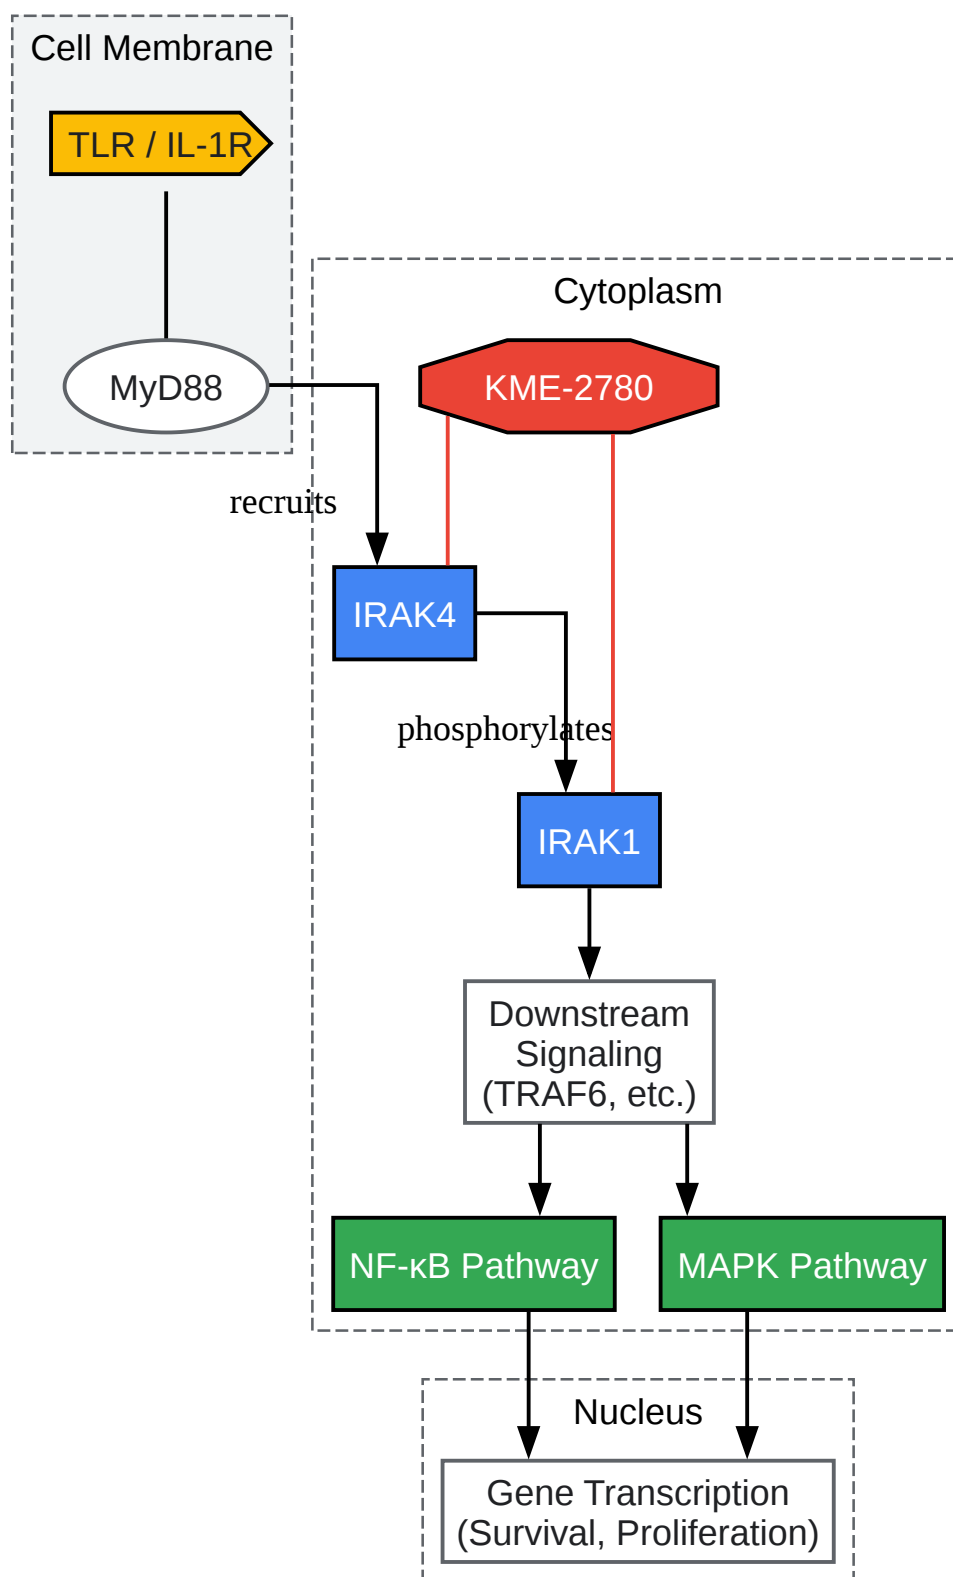 Cell Membrane
TLR / IL-1R
Cytoplasm
MyD88
KME-2780
recruits
IRAK4
phosphorylates
IRAK1
Downstream
Signaling
(TRAF6, etc.)
NF-κB Pathway
MAPK Pathway
Nucleus
Gene Transcription
(Survival, Proliferation)